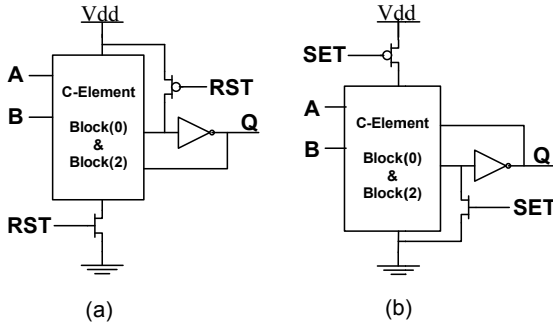 Vdd
A
B
C-Element
Block(0)
&
Block(2)
RST
Q
RST
(a)
Vdd
SET
A
B
C-Element
Block(0)
&
Block(2)
Q
SET
(b)